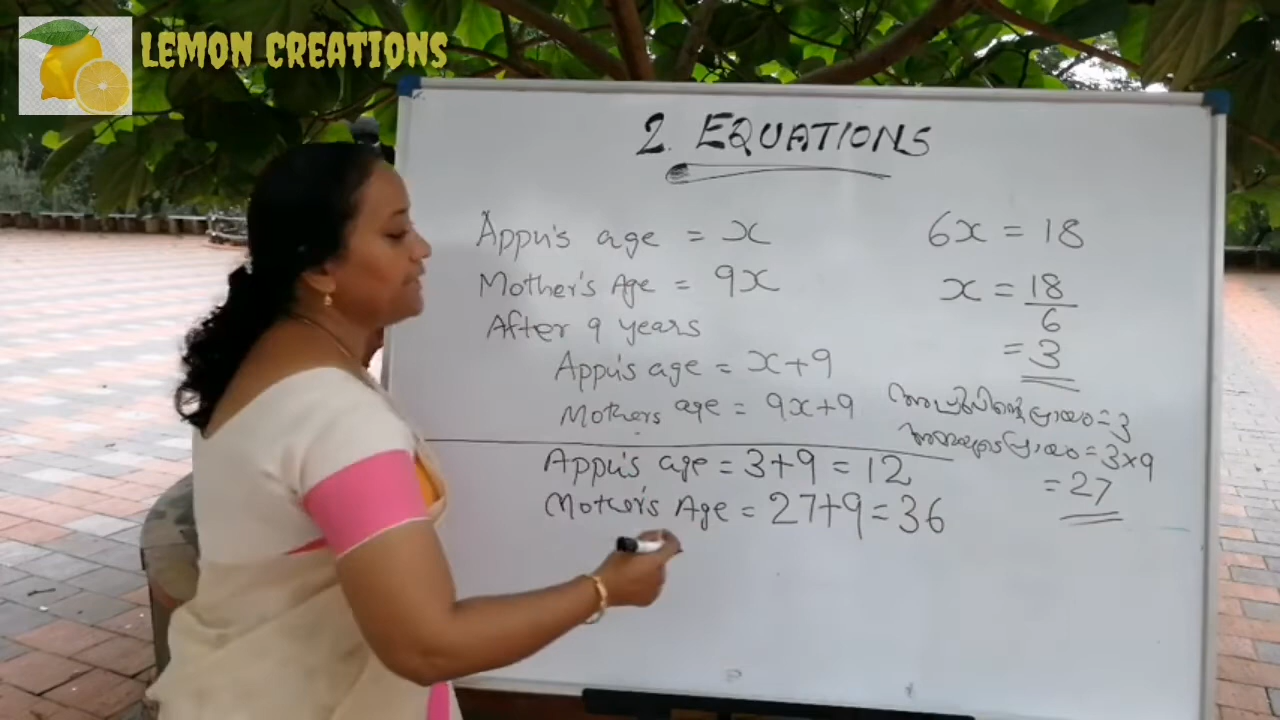 LEMON CREATIONS
2. EQUATIONS
Appu's age = x
Mother's Age = 9x
After 9 years
Appu's age = x+9
Mothers age = 9x+9
Appu's age = 3+9 = 12
Mother's Age = 27+9 = 36
6x = 18
x = 18
6
= 3
അപ്പുവിന്റെ പ്രായം = 3
അമ്മയുടെ പ്രായം = 3×9
= 27